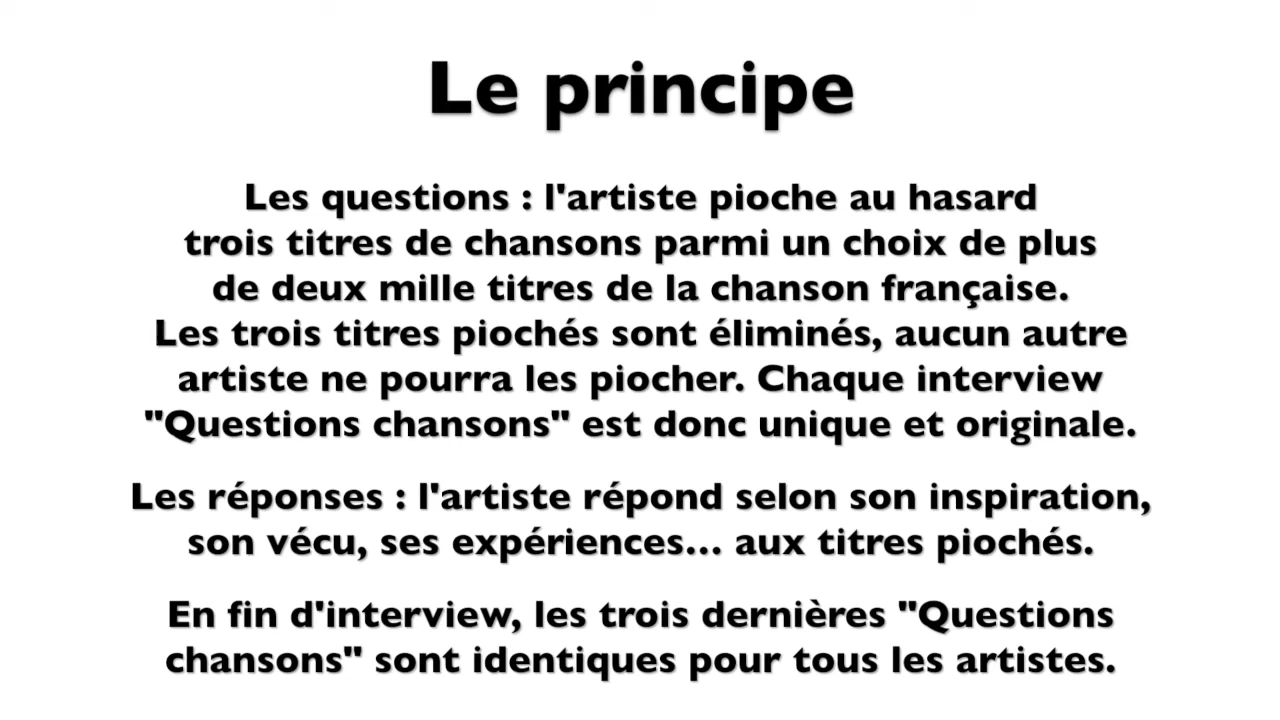 Le principe
Les questions : l'artiste pioche au hasard
trois titres de chansons parmi un choix de plus
de deux mille titres de la chanson française.
Les trois titres piochés sont éliminés, aucun autre
artiste ne pourra les piocher. Chaque interview
"Questions chansons" est donc unique et originale.
Les réponses : l'artiste répond selon son inspiration,
son vécu, ses expériences… aux titres piochés.
En fin d'interview, les trois dernières "Questions
chansons" sont identiques pour tous les artistes.